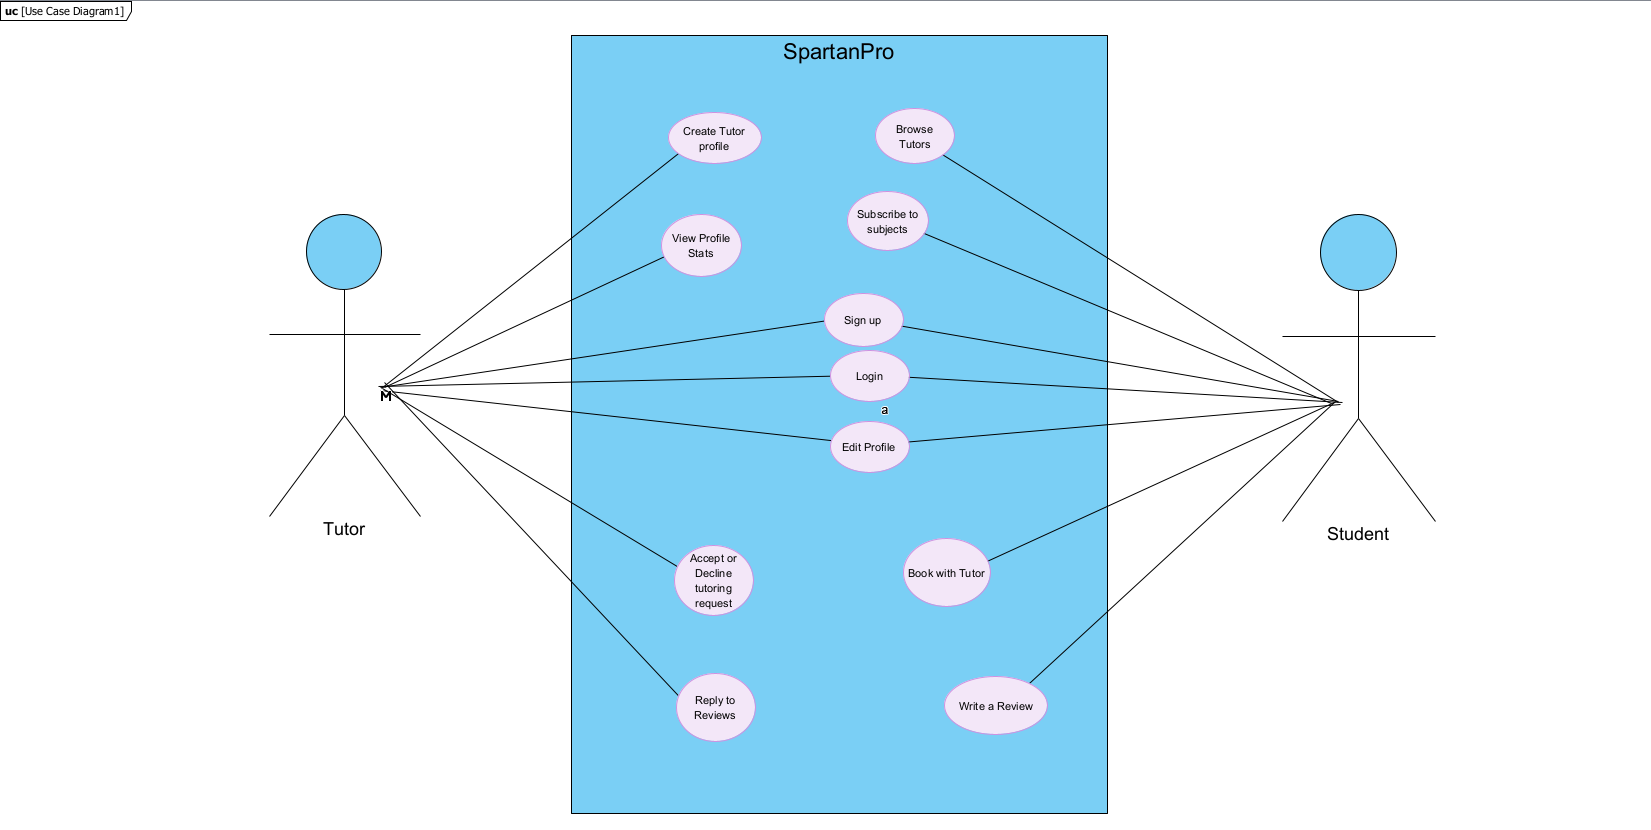 uc [Use Case Diagram1]
SpartanPro
Create Tutor
profile
Browse
Tutors
Subscribe to
subjects
View Profile
Stats
Sign up
Login
M
a
Edit Profile
Tutor
Student
Accept or
Decline
tutoring
request
Book with Tutor
Reply to
Reviews
Write a Review